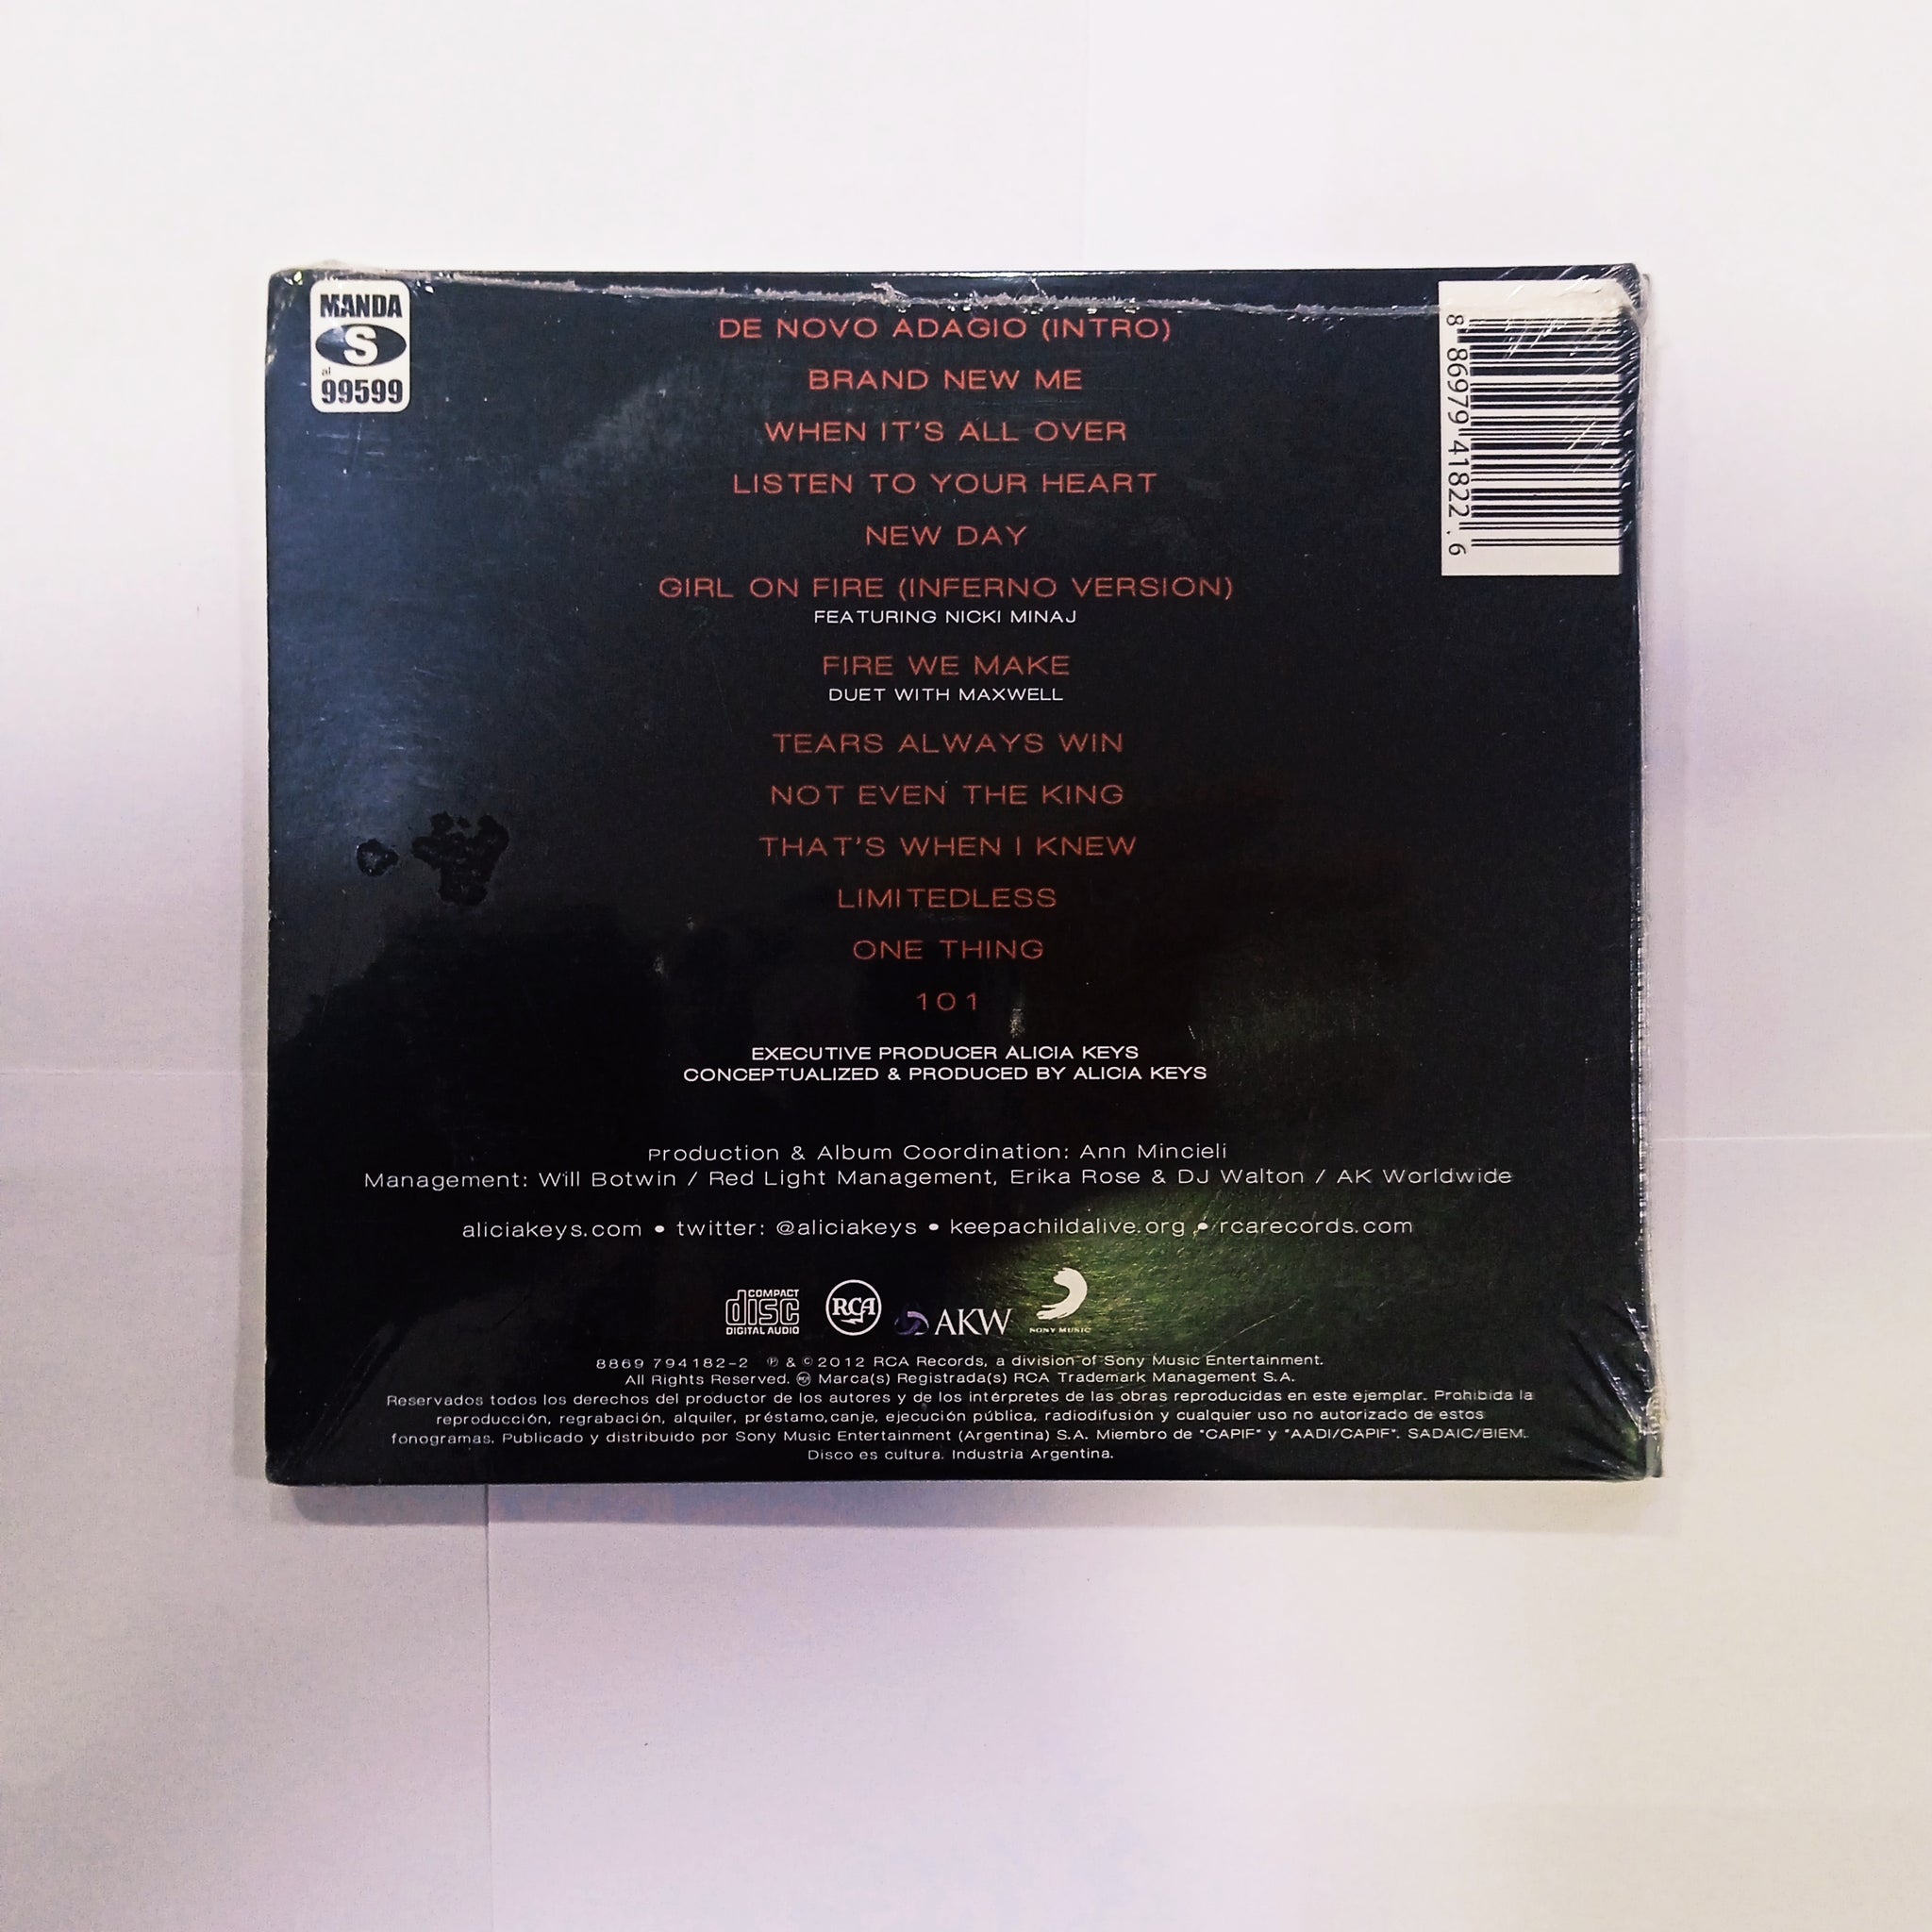 MANDA
S
al
99599
8 86979 41822 6
DE NOVO ADAGIO (INTRO)
BRAND NEW ME
WHEN IT'S ALL OVER
LISTEN TO YOUR HEART
NEW DAY
GIRL ON FIRE (INFERNO VERSION)
FEATURING NICKI MINAJ
FIRE WE MAKE
DUET WITH MAXWELL
TEARS ALWAYS WIN
NOT EVEN THE KING
THAT'S WHEN I KNEW
LIMITEDLESS
ONE THING
101
EXECUTIVE PRODUCER ALICIA KEYS
CONCEPTUALIZED & PRODUCED BY ALICIA KEYS
Production & Album Coordination: Ann Mincieli
Management: Will Botwin / Red Light Management, Erika Rose & DJ Walton / AK Worldwide
aliciakeys.com • twitter: @aliciakeys • keepachildalive.org • rcarecords.com
COMPACT
disc
DIGITAL AUDIO
RCA
AKW
SONY MUSIC
8869 794182-2 ℗ & © 2012 RCA Records, a division of Sony Music Entertainment.
All Rights Reserved. Marca(s) Registrada(s) RCA Trademark Management S.A.
Reservados todos los derechos del productor de los autores y de los intérpretes de las obras reproducidas en este ejemplar. Prohibida la
reproducción, regrabación, alquiler, préstamo, canje, ejecución pública, radiodifusión y cualquier uso no autorizado de estos
fonogramas. Publicado y distribuido por Sony Music Entertainment (Argentina) S.A. Miembro de "CAPIF" y "AADI/CAPIF". SADAIC/BIEM.
Disco es cultura. Industria Argentina.